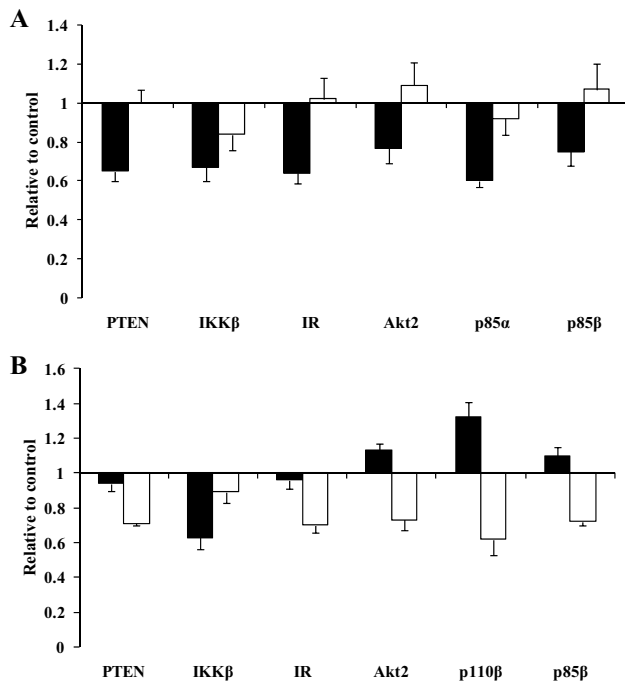 A
1.4
1.2
1
0.8
0.6
0.4
0.2
0
Relative to control
PTEN IKKβ IR Akt2 p85α p85β
B
1.6
1.4
1.2
1
0.8
0.6
0.4
0.2
0
Relative to control
PTEN IKKβ IR Akt2 p110β p85β